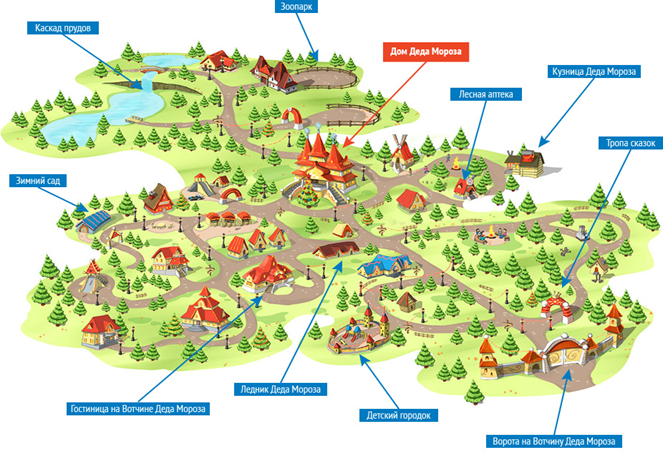 Зоопарк
Каскад прудов
Дом Деда Мороза
Кузница Деда Мороза
Лесная аптека
Тропа сказок
Зимний сад
Ледник Деда Мороза
Гостиница на Вотчине Деда Мороза
Детский городок
Ворота на Вотчину Деда Мороза